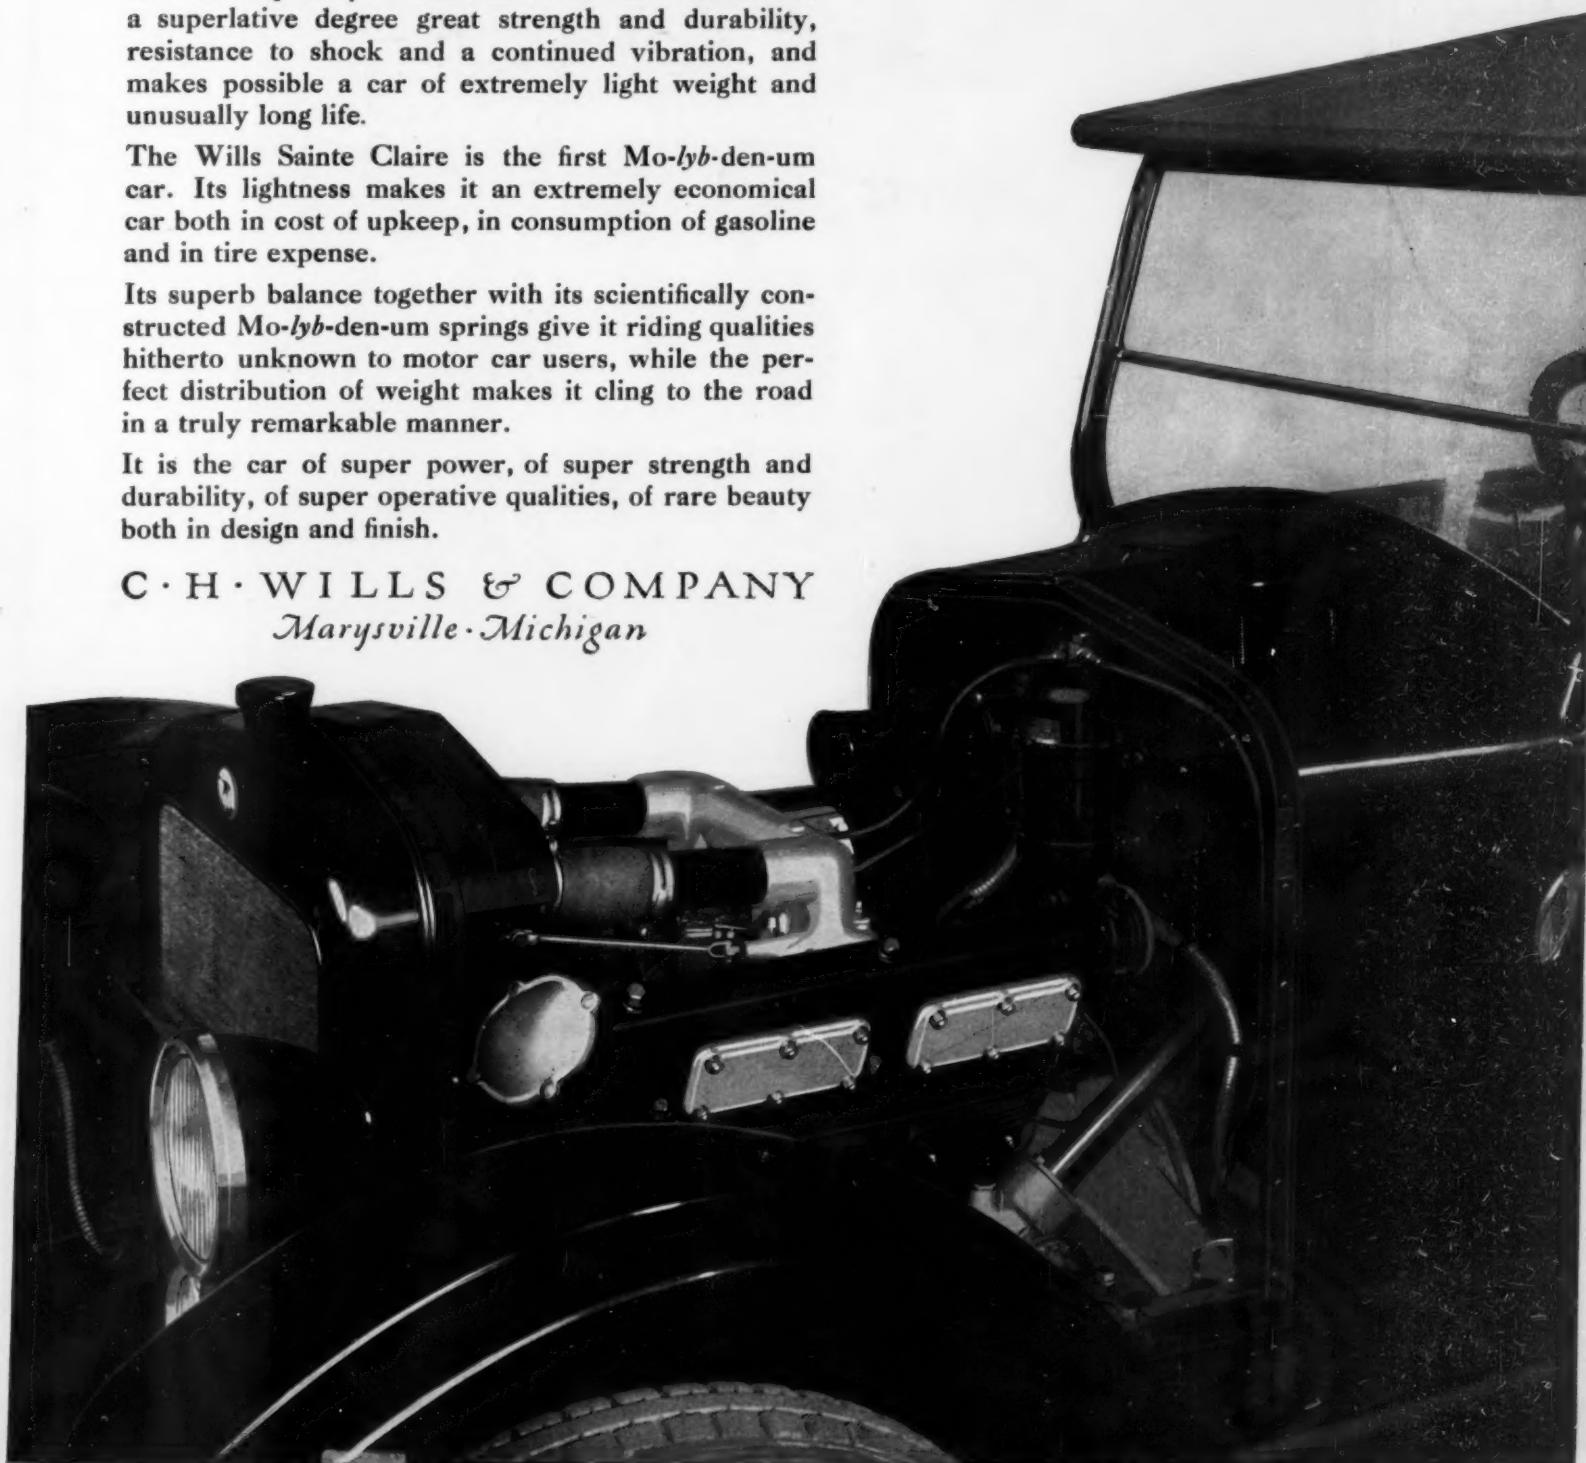 a superlative degree great strength and durability,
resistance to shock and a continued vibration, and
makes possible a car of extremely light weight and
unusually long life.
The Wills Sainte Claire is the first Mo-lyb-den-um
car. Its lightness makes it an extremely economical
car both in cost of upkeep, in consumption of gasoline
and in tire expense.
Its superb balance together with its scientifically con-
structed Mo-lyb-den-um springs give it riding qualities
hitherto unknown to motor car users, while the per-
fect distribution of weight makes it cling to the road
in a truly remarkable manner.
It is the car of super power, of super strength and
durability, of super operative qualities, of rare beauty
both in design and finish.
C·H·WILLS & COMPANY
Marysville·Michigan